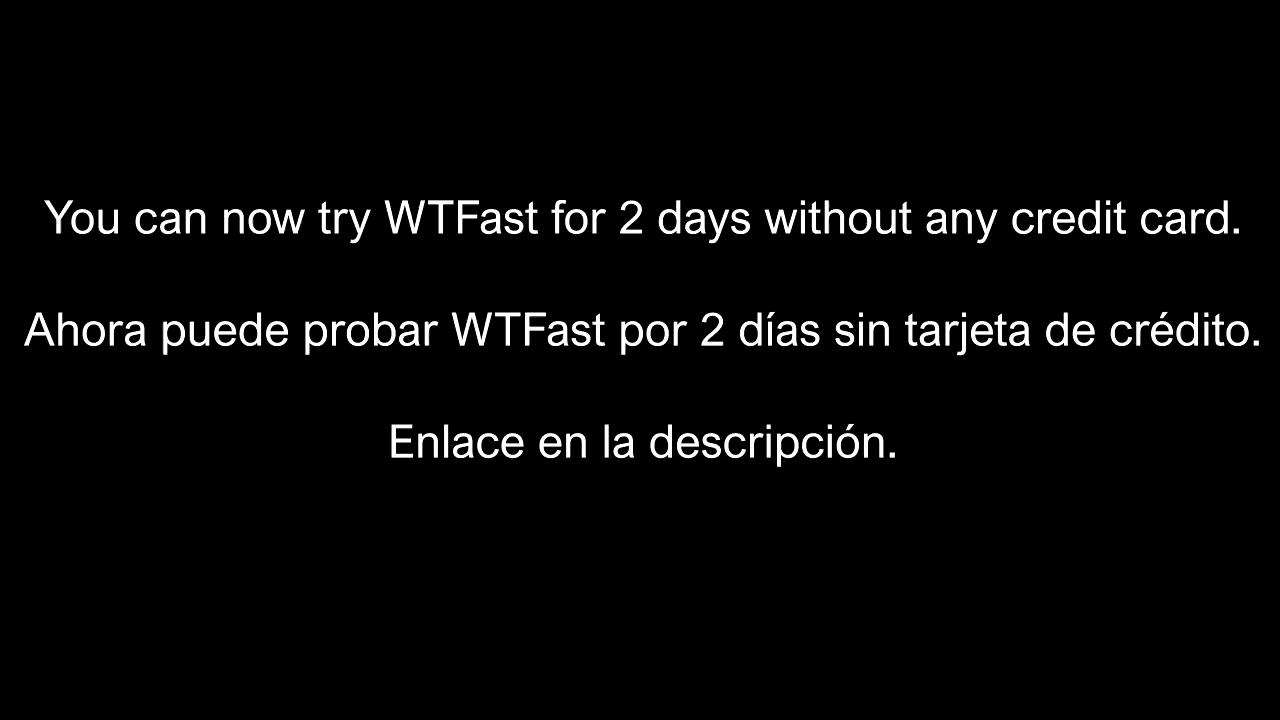 You can now try WTFast for 2 days without any credit card.
Ahora puede probar WTFast por 2 días sin tarjeta de crédito.
Enlace en la descripción.